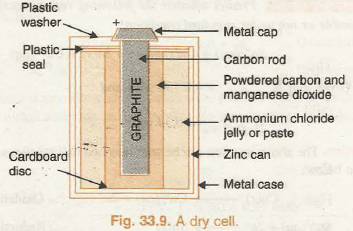 Plastic
washer
+
Metal cap
Plastic
seal
Carbon rod
Powdered carbon and
manganese dioxide
GRAPHITE
Ammonium chloride
jelly or paste
Cardboard
disc
Zinc can
Metal case
Fig. 33.9. A dry cell.